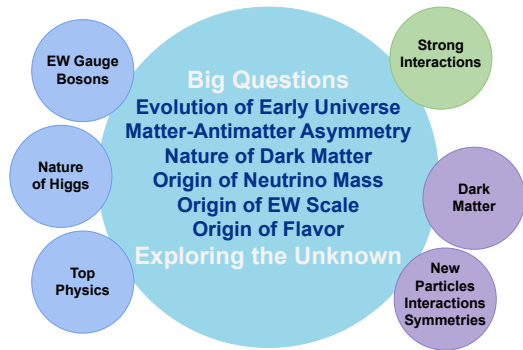 EW Gauge
Bosons
Nature
of Higgs
Top
Physics
Big Questions
Evolution of Early Universe
Matter-Antimatter Asymmetry
Nature of Dark Matter
Origin of Neutrino Mass
Origin of EW Scale
Origin of Flavor
Exploring the Unknown
Strong
Interactions
Dark
Matter
New
Particles
Interactions
Symmetries